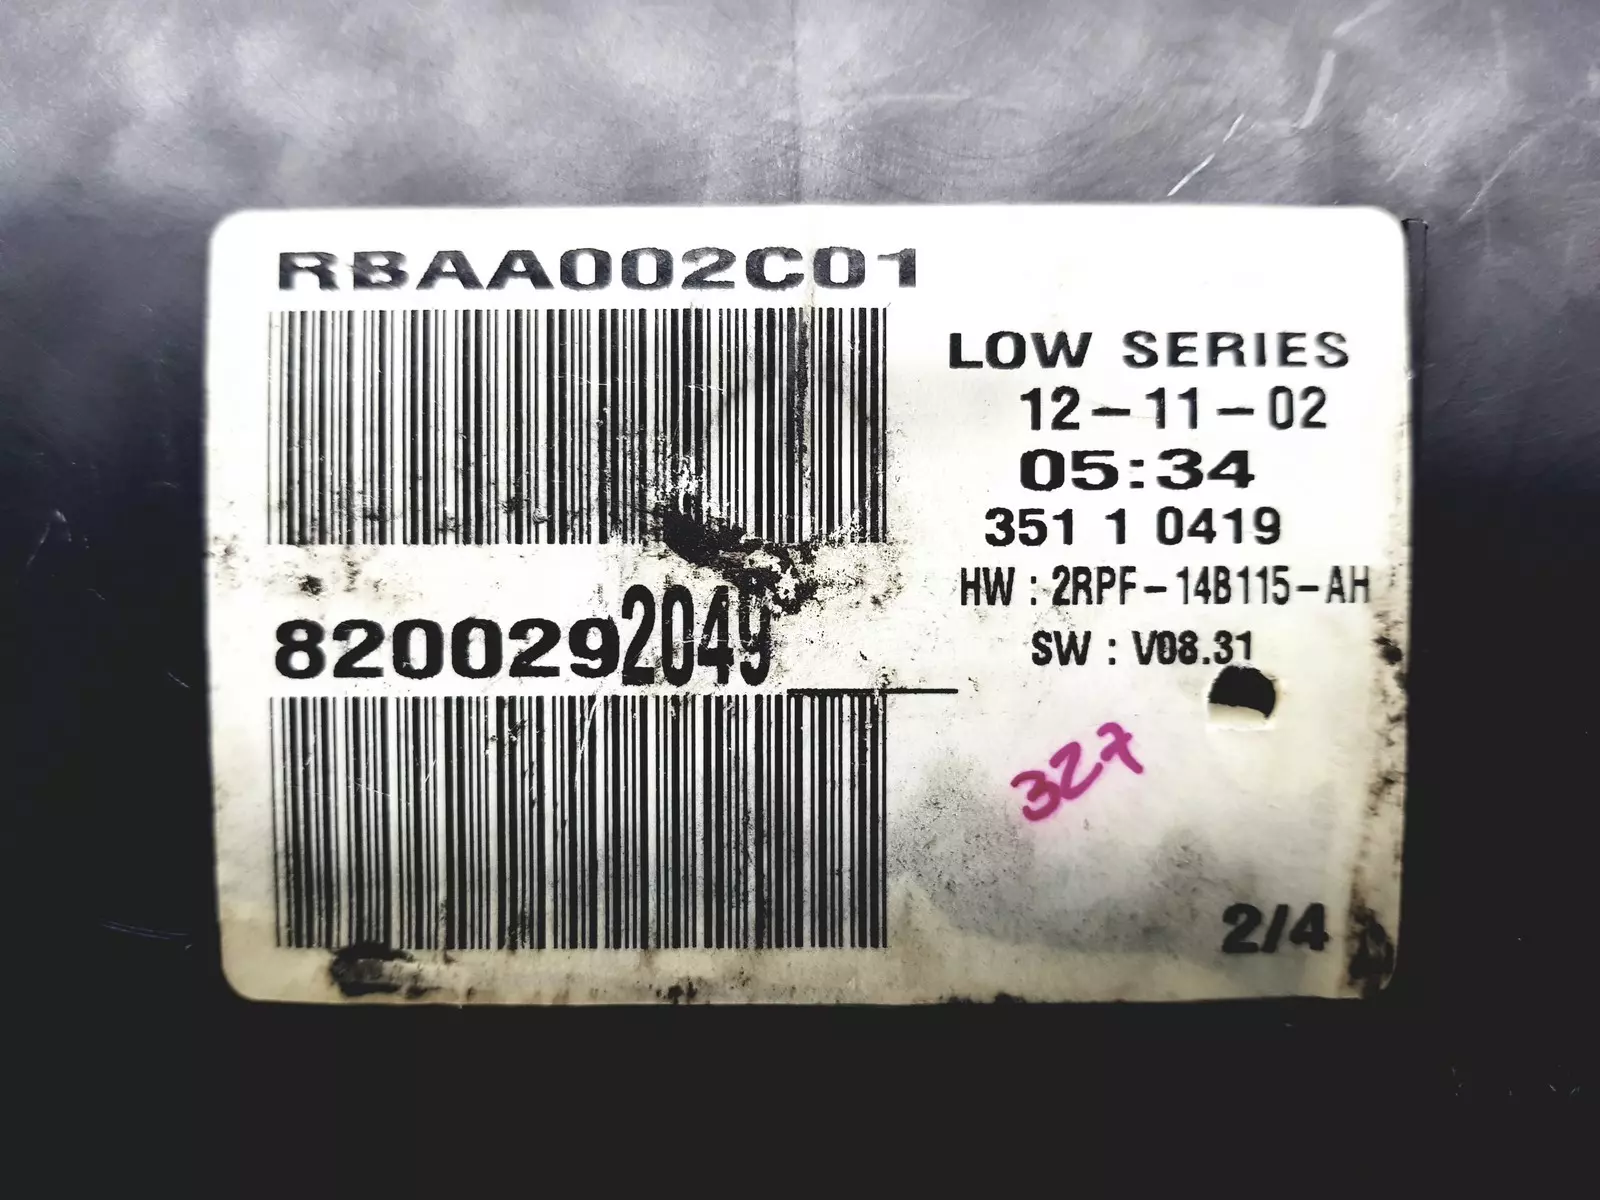 RBAA002C01
LOW SERIES
12-11-02
05:34
351 1 0419
HW : 2RPF-14B115-AH
82002922049
SW : V08.31
327
2/4